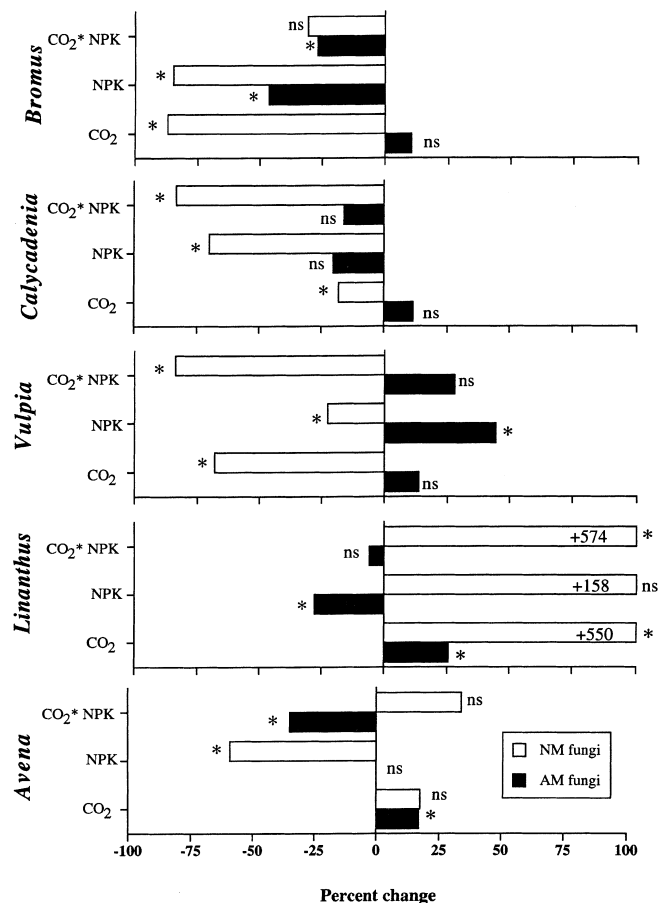 Bromus
ns
CO2* NPK
*
*
NPK
*
*
CO2
ns
Calycadenia
*
CO2* NPK
ns
*
NPK
ns
*
CO2
ns
Vulpia
*
CO2* NPK
ns
*
NPK
*
*
CO2
ns
Linanthus
+574 *
CO2* NPK
ns
+158 ns
NPK
*
+550 *
CO2
*
Avena
ns
CO2* NPK
*
*
NPK
ns
ns
CO2
*
NM fungi
AM fungi
-100 -75 -50 -25 0 25 50 75 100
Percent change